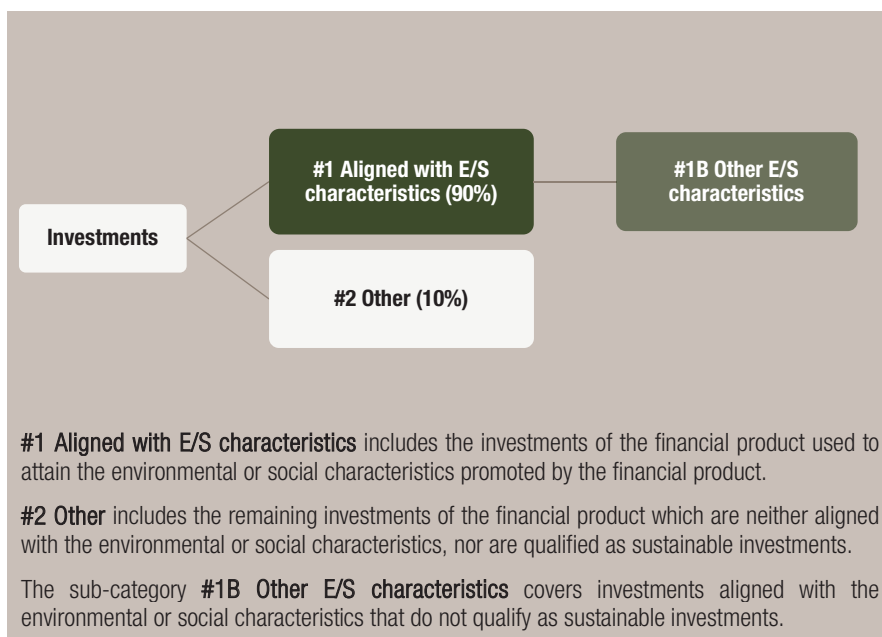 #1 Aligned with E/S
characteristics (90%)
#1B Other E/S
characteristics
Investments
#2 Other (10%)
#1 Aligned with E/S characteristics includes the investments of the financial product used to
attain the environmental or social characteristics promoted by the financial product.
#2 Other includes the remaining investments of the financial product which are neither aligned
with the environmental or social characteristics, nor are qualified as sustainable investments.
The sub-category #1B Other E/S characteristics covers investments aligned with the
environmental or social characteristics that do not qualify as sustainable investments.